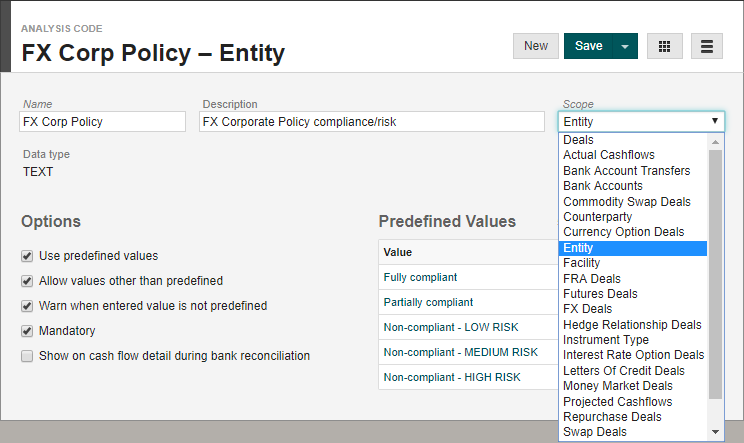 ANALYSIS CODE
FX Corp Policy – Entity
New
Save
Name
Description
Scope
FX Corp Policy
FX Corporate Policy compliance/risk
Entity
Data type
TEXT
Deals
Actual Cashflows
Bank Account Transfers
Bank Accounts
Commodity Swap Deals
Counterparty
Currency Option Deals
Entity
Facility
FRA Deals
Futures Deals
FX Deals
Hedge Relationship Deals
Instrument Type
Interest Rate Option Deals
Letters Of Credit Deals
Money Market Deals
Projected Cashflows
Repurchase Deals
Swap Deals
Options
Use predefined values
Allow values other than predefined
Warn when entered value is not predefined
Mandatory
Show on cash flow detail during bank reconciliation
Predefined Values
Value
Fully compliant
Partially compliant
Non-compliant - LOW RISK
Non-compliant - MEDIUM RISK
Non-compliant - HIGH RISK